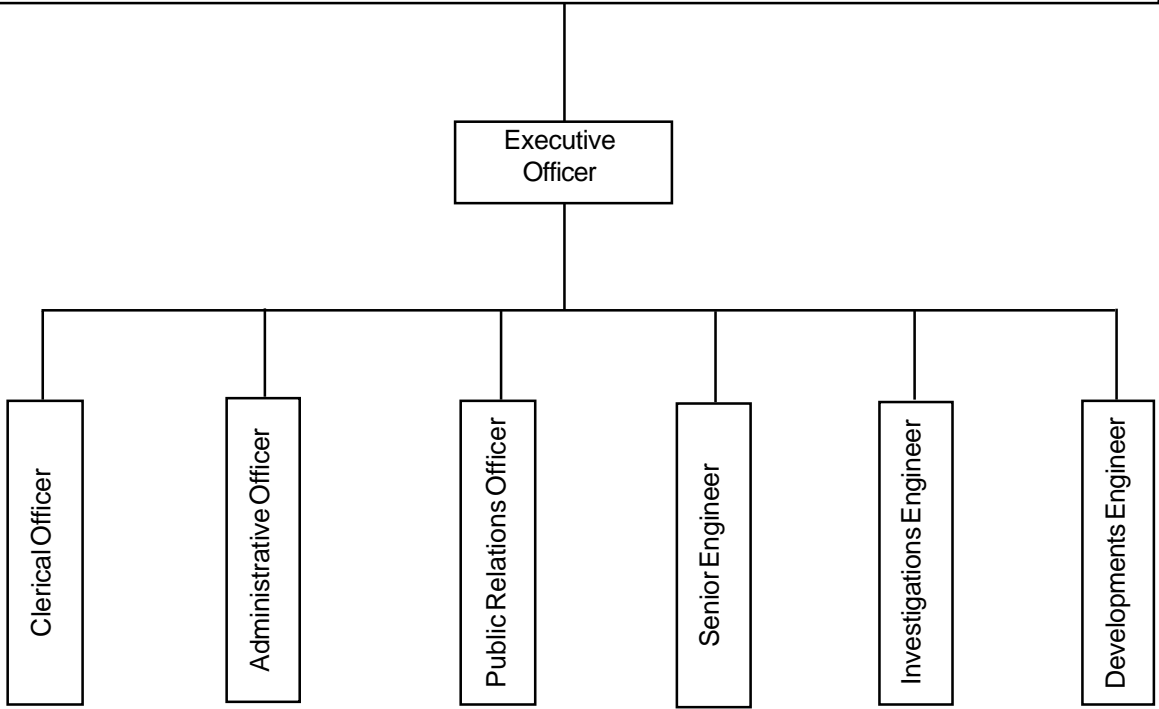 Executive
Officer
Clerical Officer
Administrative Officer
Public Relations Officer
Senior Engineer
Investigations Engineer
Developments Engineer